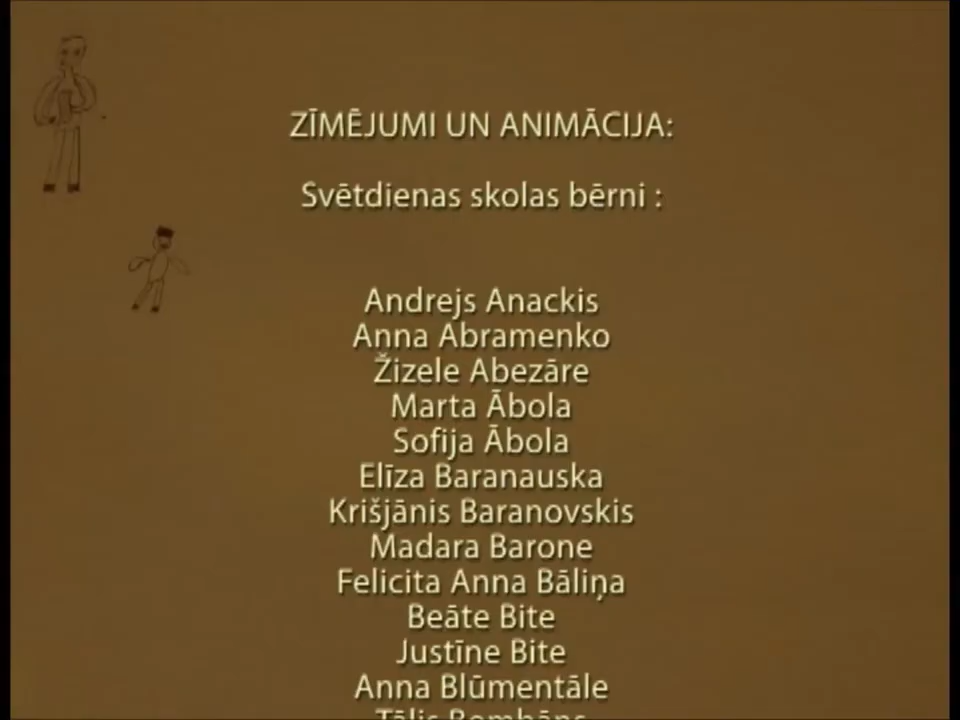 ZĪMĒJUMI UN ANIMĀCIJA:
Svētdienas skolas bērni :
Andrejs Anackis
Anna Abramenko
Žizele Abezāre
Marta Ābola
Sofija Ābola
Elīza Baranauska
Krišjānis Baranovskis
Madara Barone
Felicita Anna Bāliņa
Beāte Bite
Justīne Bite
Anna Blūmentāle